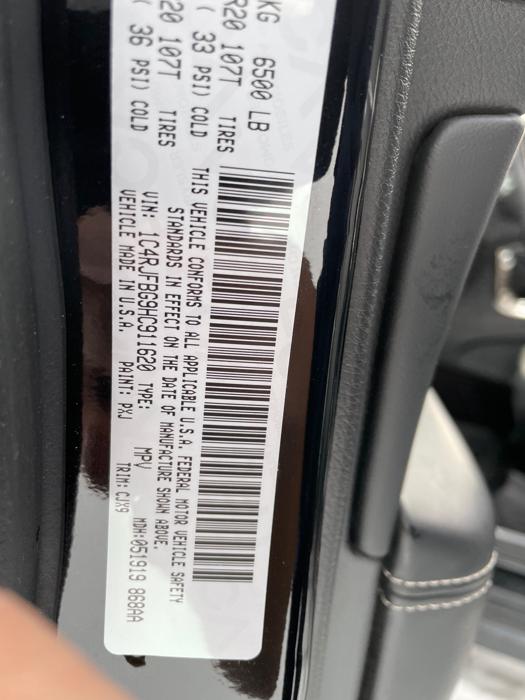 KG 6500 LB
R20 107T TIRES
( 33 PSI) COLD
20 107T TIRES
( 36 PSI) COLD
THIS VEHICLE CONFORMS TO ALL APPLICABLE U.S.A. FEDERAL MOTOR VEHICLE SAFETY
STANDARDS IN EFFECT ON THE DATE OF MANUFACTURE SHOWN ABOVE.
VIN: 1C4RJFBG9HC911620 TYPE: MPV MDH:051919 868AA
VEHICLE MADE IN U.S.A. PAINT: PXJ TRIM: CJX9